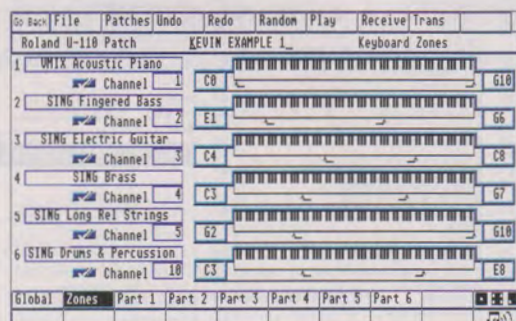 Go Back File Patches Undo Redo Random Play Receive Trans
Roland U-110 Patch KEVIN EXAMPLE 1_ Keyboard Zones
1 VMIX Acoustic Piano
Channel 1 C0 G10
2 SING Fingered Bass
Channel 2 E1 G6
3 SING Electric Guitar
Channel 3 C4 C8
4 SING Brass
Channel 4 C3 G7
5 SING Long Rel Strings
Channel 5 G2 G10
6 SING Drums & Percussion
Channel 10 C3 E8
Global Zones Part 1 Part 2 Part 3 Part 4 Part 5 Part 6